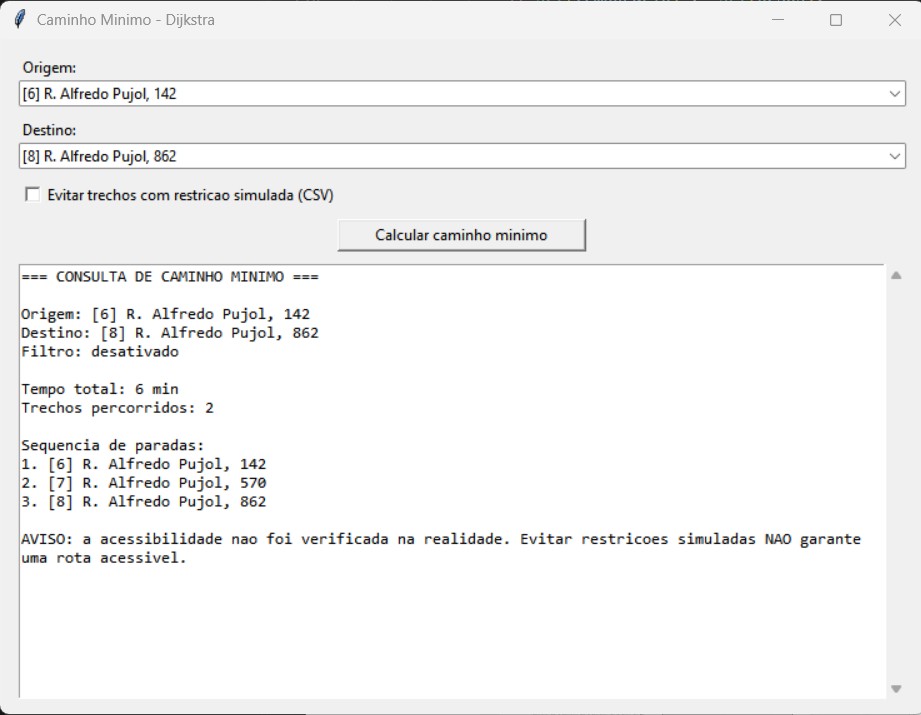 Caminho Minimo - Dijkstra
Origem:
[6] R. Alfredo Pujol, 142
Destino:
[8] R. Alfredo Pujol, 862
Evitar trechos com restricao simulada (CSV)
Calcular caminho minimo
=== CONSULTA DE CAMINHO MINIMO ===
Origem: [6] R. Alfredo Pujol, 142
Destino: [8] R. Alfredo Pujol, 862
Filtro: desativado
Tempo total: 6 min
Trechos percorridos: 2
Sequencia de paradas:
1. [6] R. Alfredo Pujol, 142
2. [7] R. Alfredo Pujol, 570
3. [8] R. Alfredo Pujol, 862
AVISO: a acessibilidade nao foi verificada na realidade. Evitar restricoes simuladas NAO garante
uma rota acessivel.